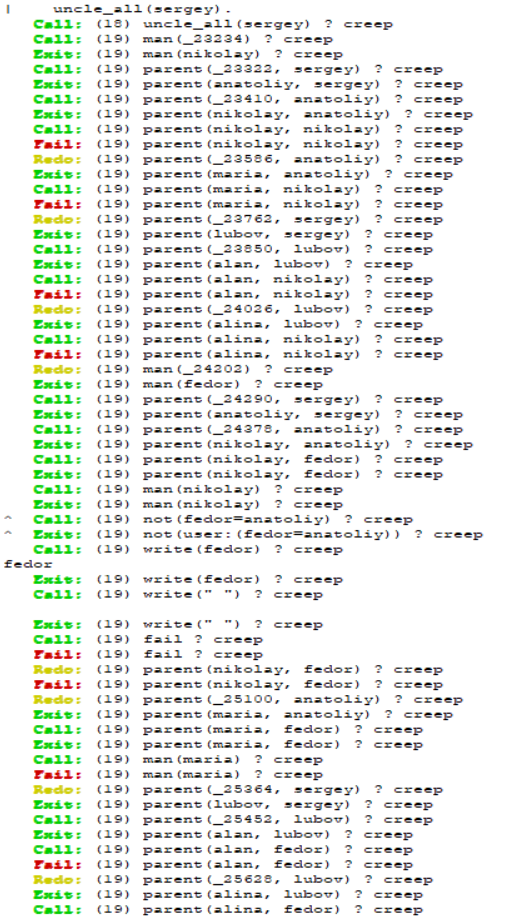 |     uncle_all(sergey).
Call: (18) uncle_all(sergey) ? creep
Call: (19) man(_23234) ? creep
Exit: (19) man(nikolay) ? creep
Call: (19) parent(_23322, sergey) ? creep
Exit: (19) parent(anatoliy, sergey) ? creep
Call: (19) parent(_23410, anatoliy) ? creep
Exit: (19) parent(nikolay, anatoliy) ? creep
Call: (19) parent(nikolay, nikolay) ? creep
Fail: (19) parent(nikolay, nikolay) ? creep
Redo: (19) parent(_23586, anatoliy) ? creep
Exit: (19) parent(maria, anatoliy) ? creep
Call: (19) parent(maria, nikolay) ? creep
Fail: (19) parent(maria, nikolay) ? creep
Redo: (19) parent(_23762, sergey) ? creep
Exit: (19) parent(lubov, sergey) ? creep
Call: (19) parent(_23850, lubov) ? creep
Exit: (19) parent(alan, lubov) ? creep
Call: (19) parent(alan, nikolay) ? creep
Fail: (19) parent(alan, nikolay) ? creep
Redo: (19) parent(_24026, lubov) ? creep
Exit: (19) parent(alina, lubov) ? creep
Call: (19) parent(alina, nikolay) ? creep
Fail: (19) parent(alina, nikolay) ? creep
Redo: (19) man(_24202) ? creep
Exit: (19) man(fedor) ? creep
Call: (19) parent(_24290, sergey) ? creep
Exit: (19) parent(anatoliy, sergey) ? creep
Call: (19) parent(_24378, anatoliy) ? creep
Exit: (19) parent(nikolay, anatoliy) ? creep
Call: (19) parent(nikolay, fedor) ? creep
Exit: (19) parent(nikolay, fedor) ? creep
Call: (19) man(nikolay) ? creep
Exit: (19) man(nikolay) ? creep
^ Call: (19) not(fedor=anatoliy) ? creep
^ Exit: (19) not(user:(fedor=anatoliy)) ? creep
Call: (19) write(fedor) ? creep
fedor
Exit: (19) write(fedor) ? creep
Call: (19) write(" ") ? creep
Exit: (19) write(" ") ? creep
Call: (19) fail ? creep
Fail: (19) fail ? creep
Redo: (19) parent(nikolay, fedor) ? creep
Fail: (19) parent(nikolay, fedor) ? creep
Redo: (19) parent(_25100, anatoliy) ? creep
Exit: (19) parent(maria, anatoliy) ? creep
Call: (19) parent(maria, fedor) ? creep
Exit: (19) parent(maria, fedor) ? creep
Call: (19) man(maria) ? creep
Fail: (19) man(maria) ? creep
Redo: (19) parent(_25364, sergey) ? creep
Exit: (19) parent(lubov, sergey) ? creep
Call: (19) parent(_25452, lubov) ? creep
Exit: (19) parent(alan, lubov) ? creep
Call: (19) parent(alan, fedor) ? creep
Fail: (19) parent(alan, fedor) ? creep
Redo: (19) parent(_25628, lubov) ? creep
Exit: (19) parent(alina, lubov) ? creep
Call: (19) parent(alina, fedor) ? creep